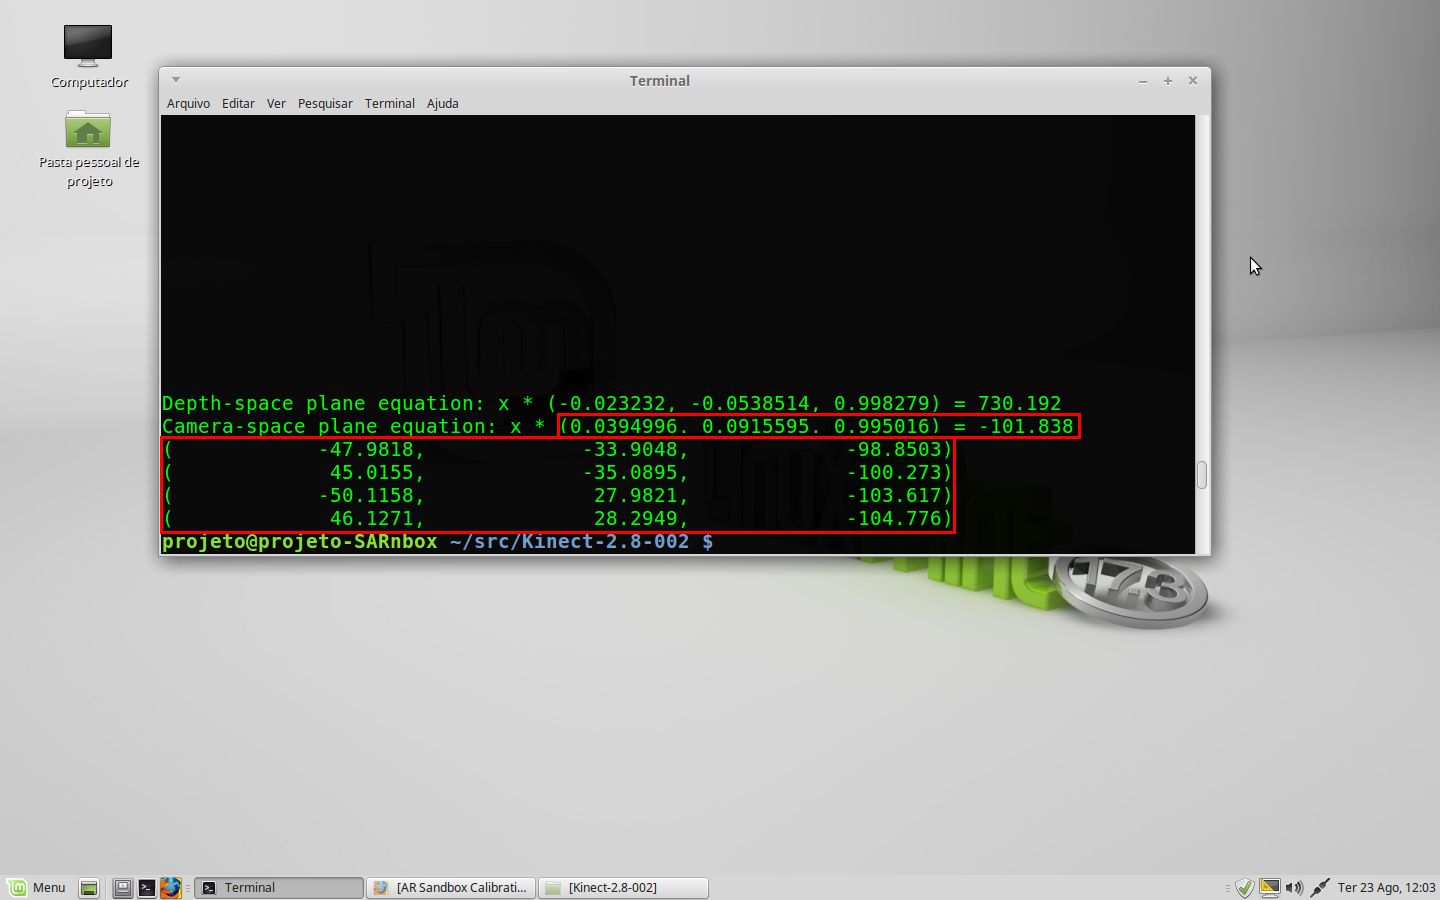 Computador
Pasta pessoal de
projeto
Terminal
Arquivo Editar Ver Pesquisar Terminal Ajuda
Depth-space plane equation: x * (-0.023232, -0.0538514, 0.998279) = 730.192
Camera-space plane equation: x * (0.0394996, 0.0915595, 0.995016) = -101.838
( -47.9818, -33.9048, -98.8503)
( 45.0155, -35.0895, -100.273)
( -50.1158, 27.9821, -103.617)
( 46.1271, 28.2949, -104.776)
projeto@projeto-SARnbox ~/src/Kinect-2.8-002 $
17.3
Menu Terminal [AR Sandbox Calibrati... [Kinect-2.8-002] Ter 23 Ago, 12:03